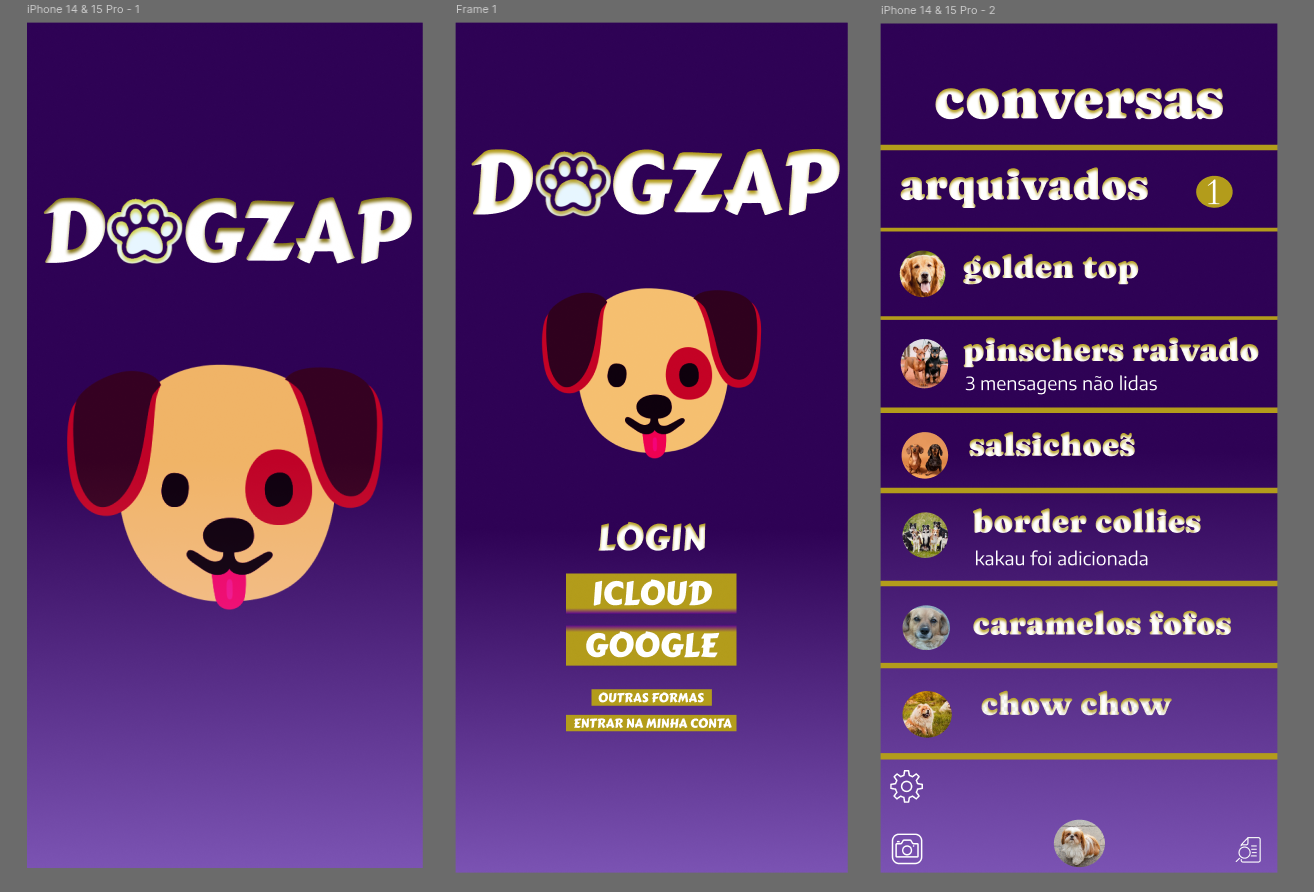 iPhone 14 & 15 Pro - 1
DOGZAP
Frame 1
DOGZAP
LOGIN
ICLOUD
GOOGLE
OUTRAS FORMAS
ENTRAR NA MINHA CONTA
iPhone 14 & 15 Pro - 2
conversas
arquivados 1
golden top
pinschers raivado
3 mensagens não lidas
salsichoes̃
border collies
kakau foi adicionada
caramelos fofos
chow chow